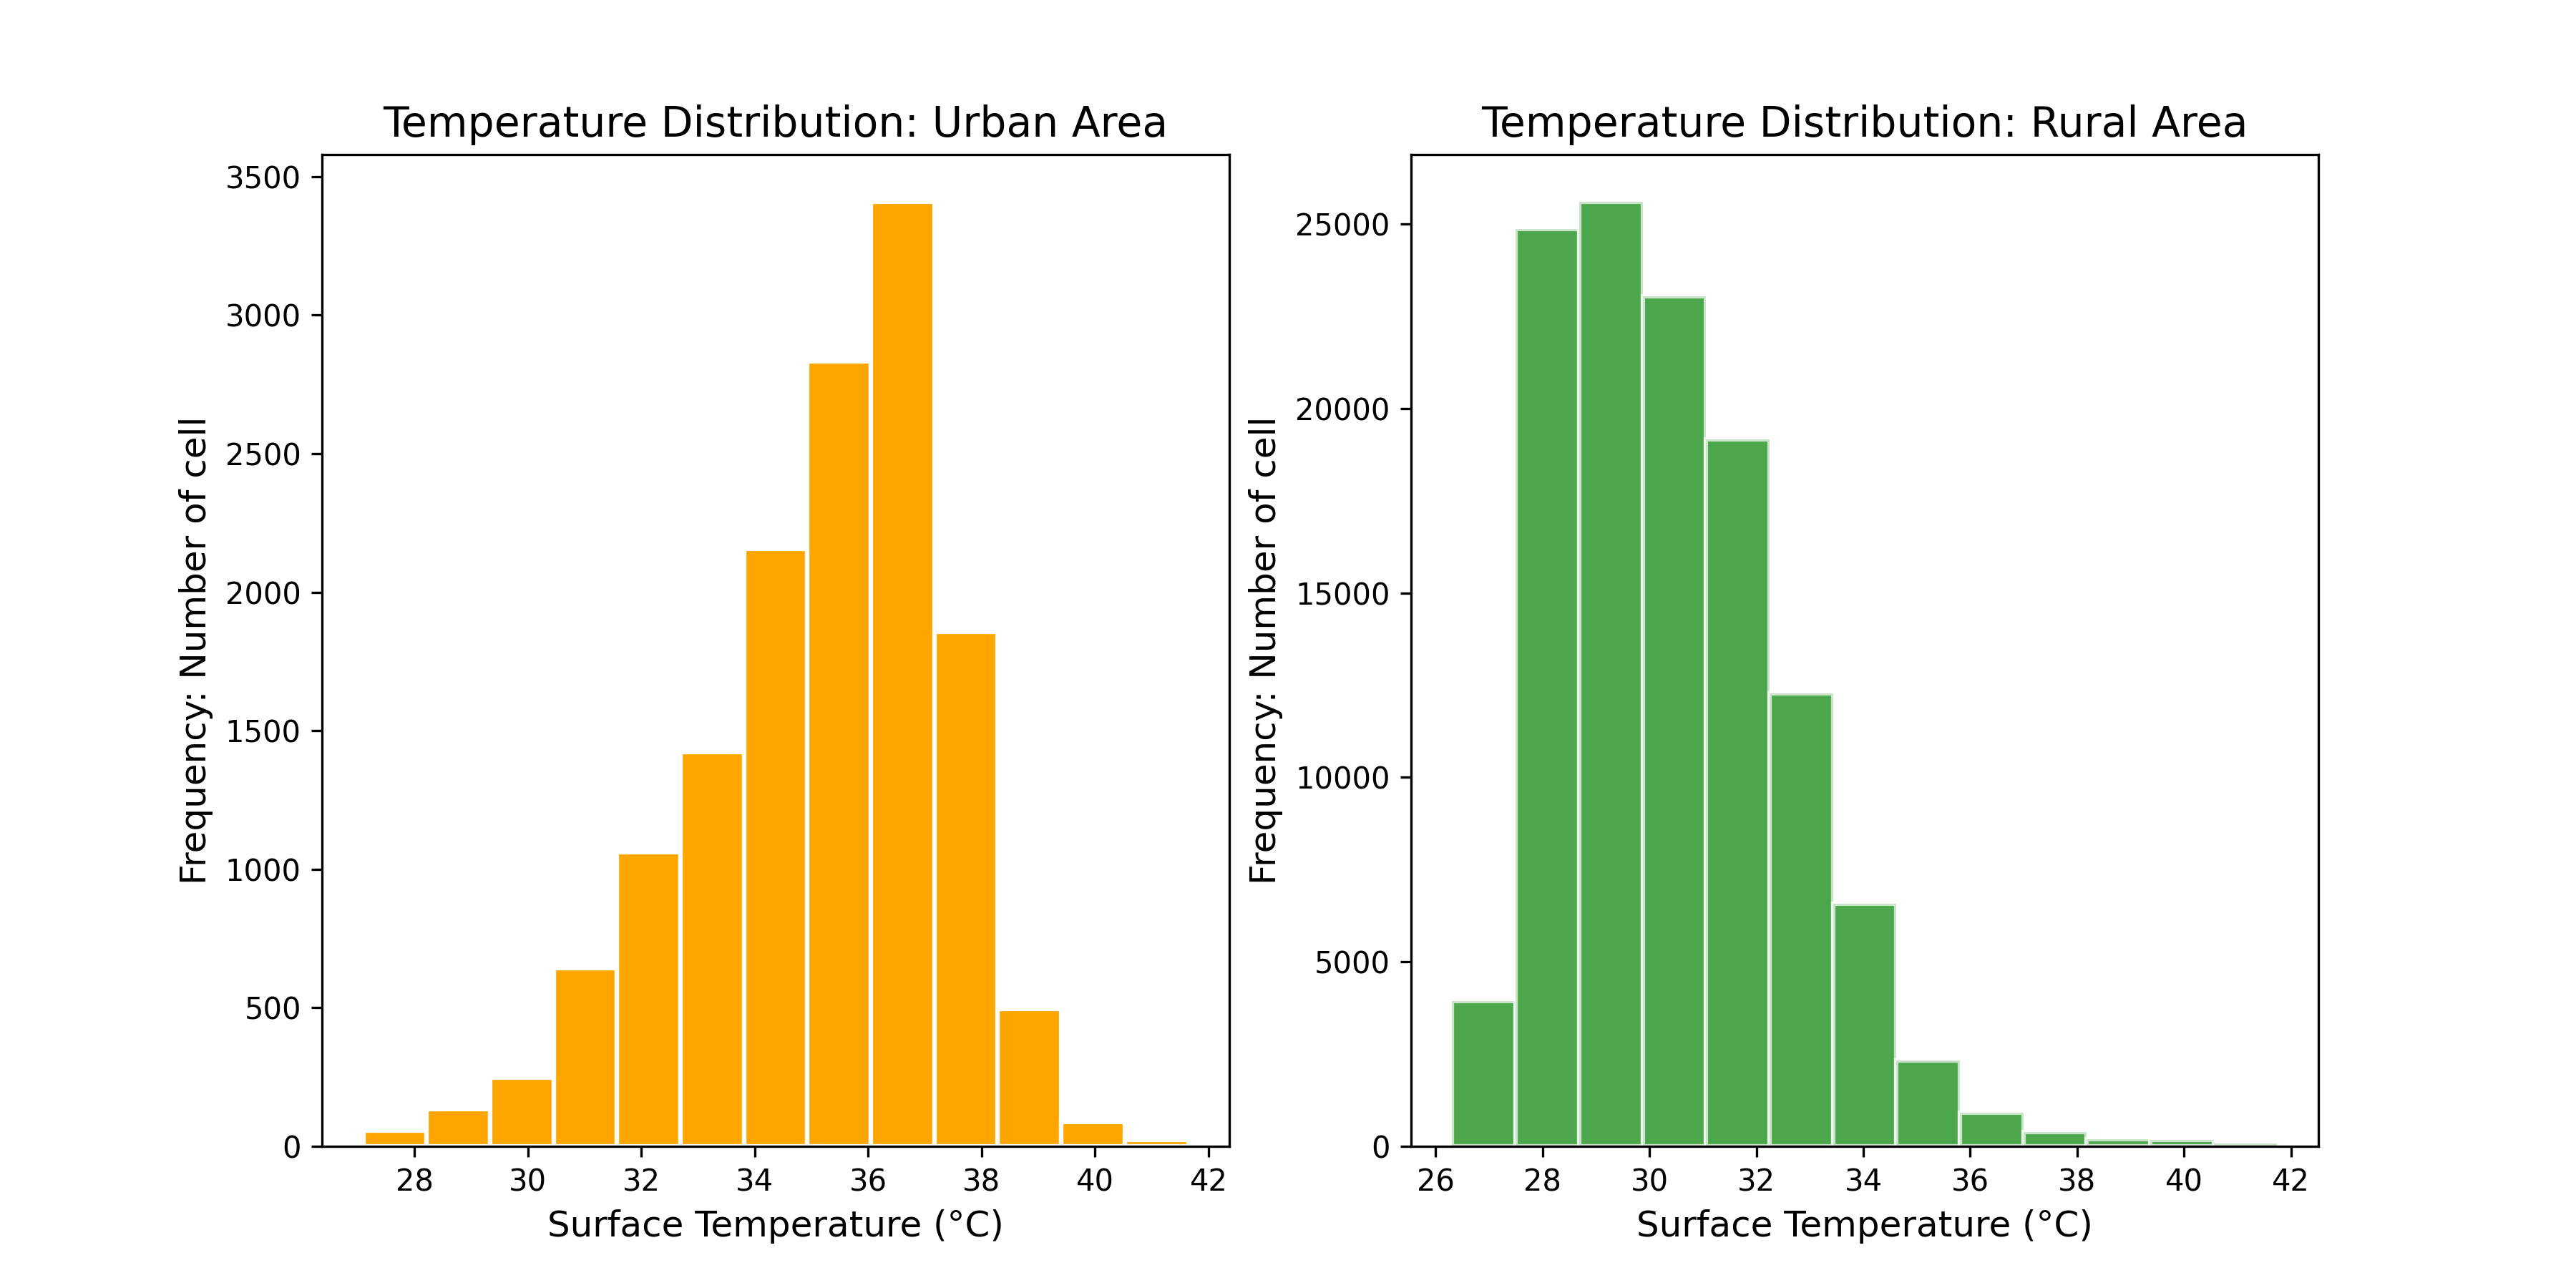 Temperature Distribution: Urban Area
Frequency: Number of cell
3500
3000
2500
2000
1500
1000
500
0
28 30 32 34 36 38 40 42
Surface Temperature (°C)
Temperature Distribution: Rural Area
Frequency: Number of cell
25000
20000
15000
10000
5000
0
26 28 30 32 34 36 38 40 42
Surface Temperature (°C)